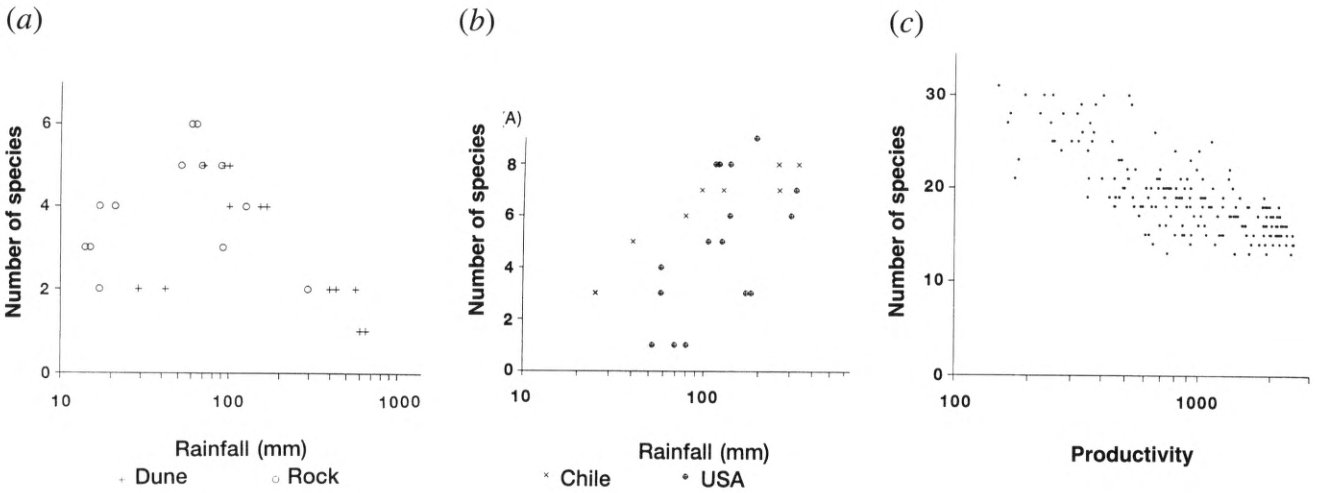 (a)
Number of species
6
4
2
0
10
100
1000
Rainfall (mm)
+ Dune
○ Rock
(b)
(A)
Number of species
8
6
4
2
0
10
100
Rainfall (mm)
× Chile
⊕ USA
(c)
Number of species
30
20
10
0
100
1000
Productivity